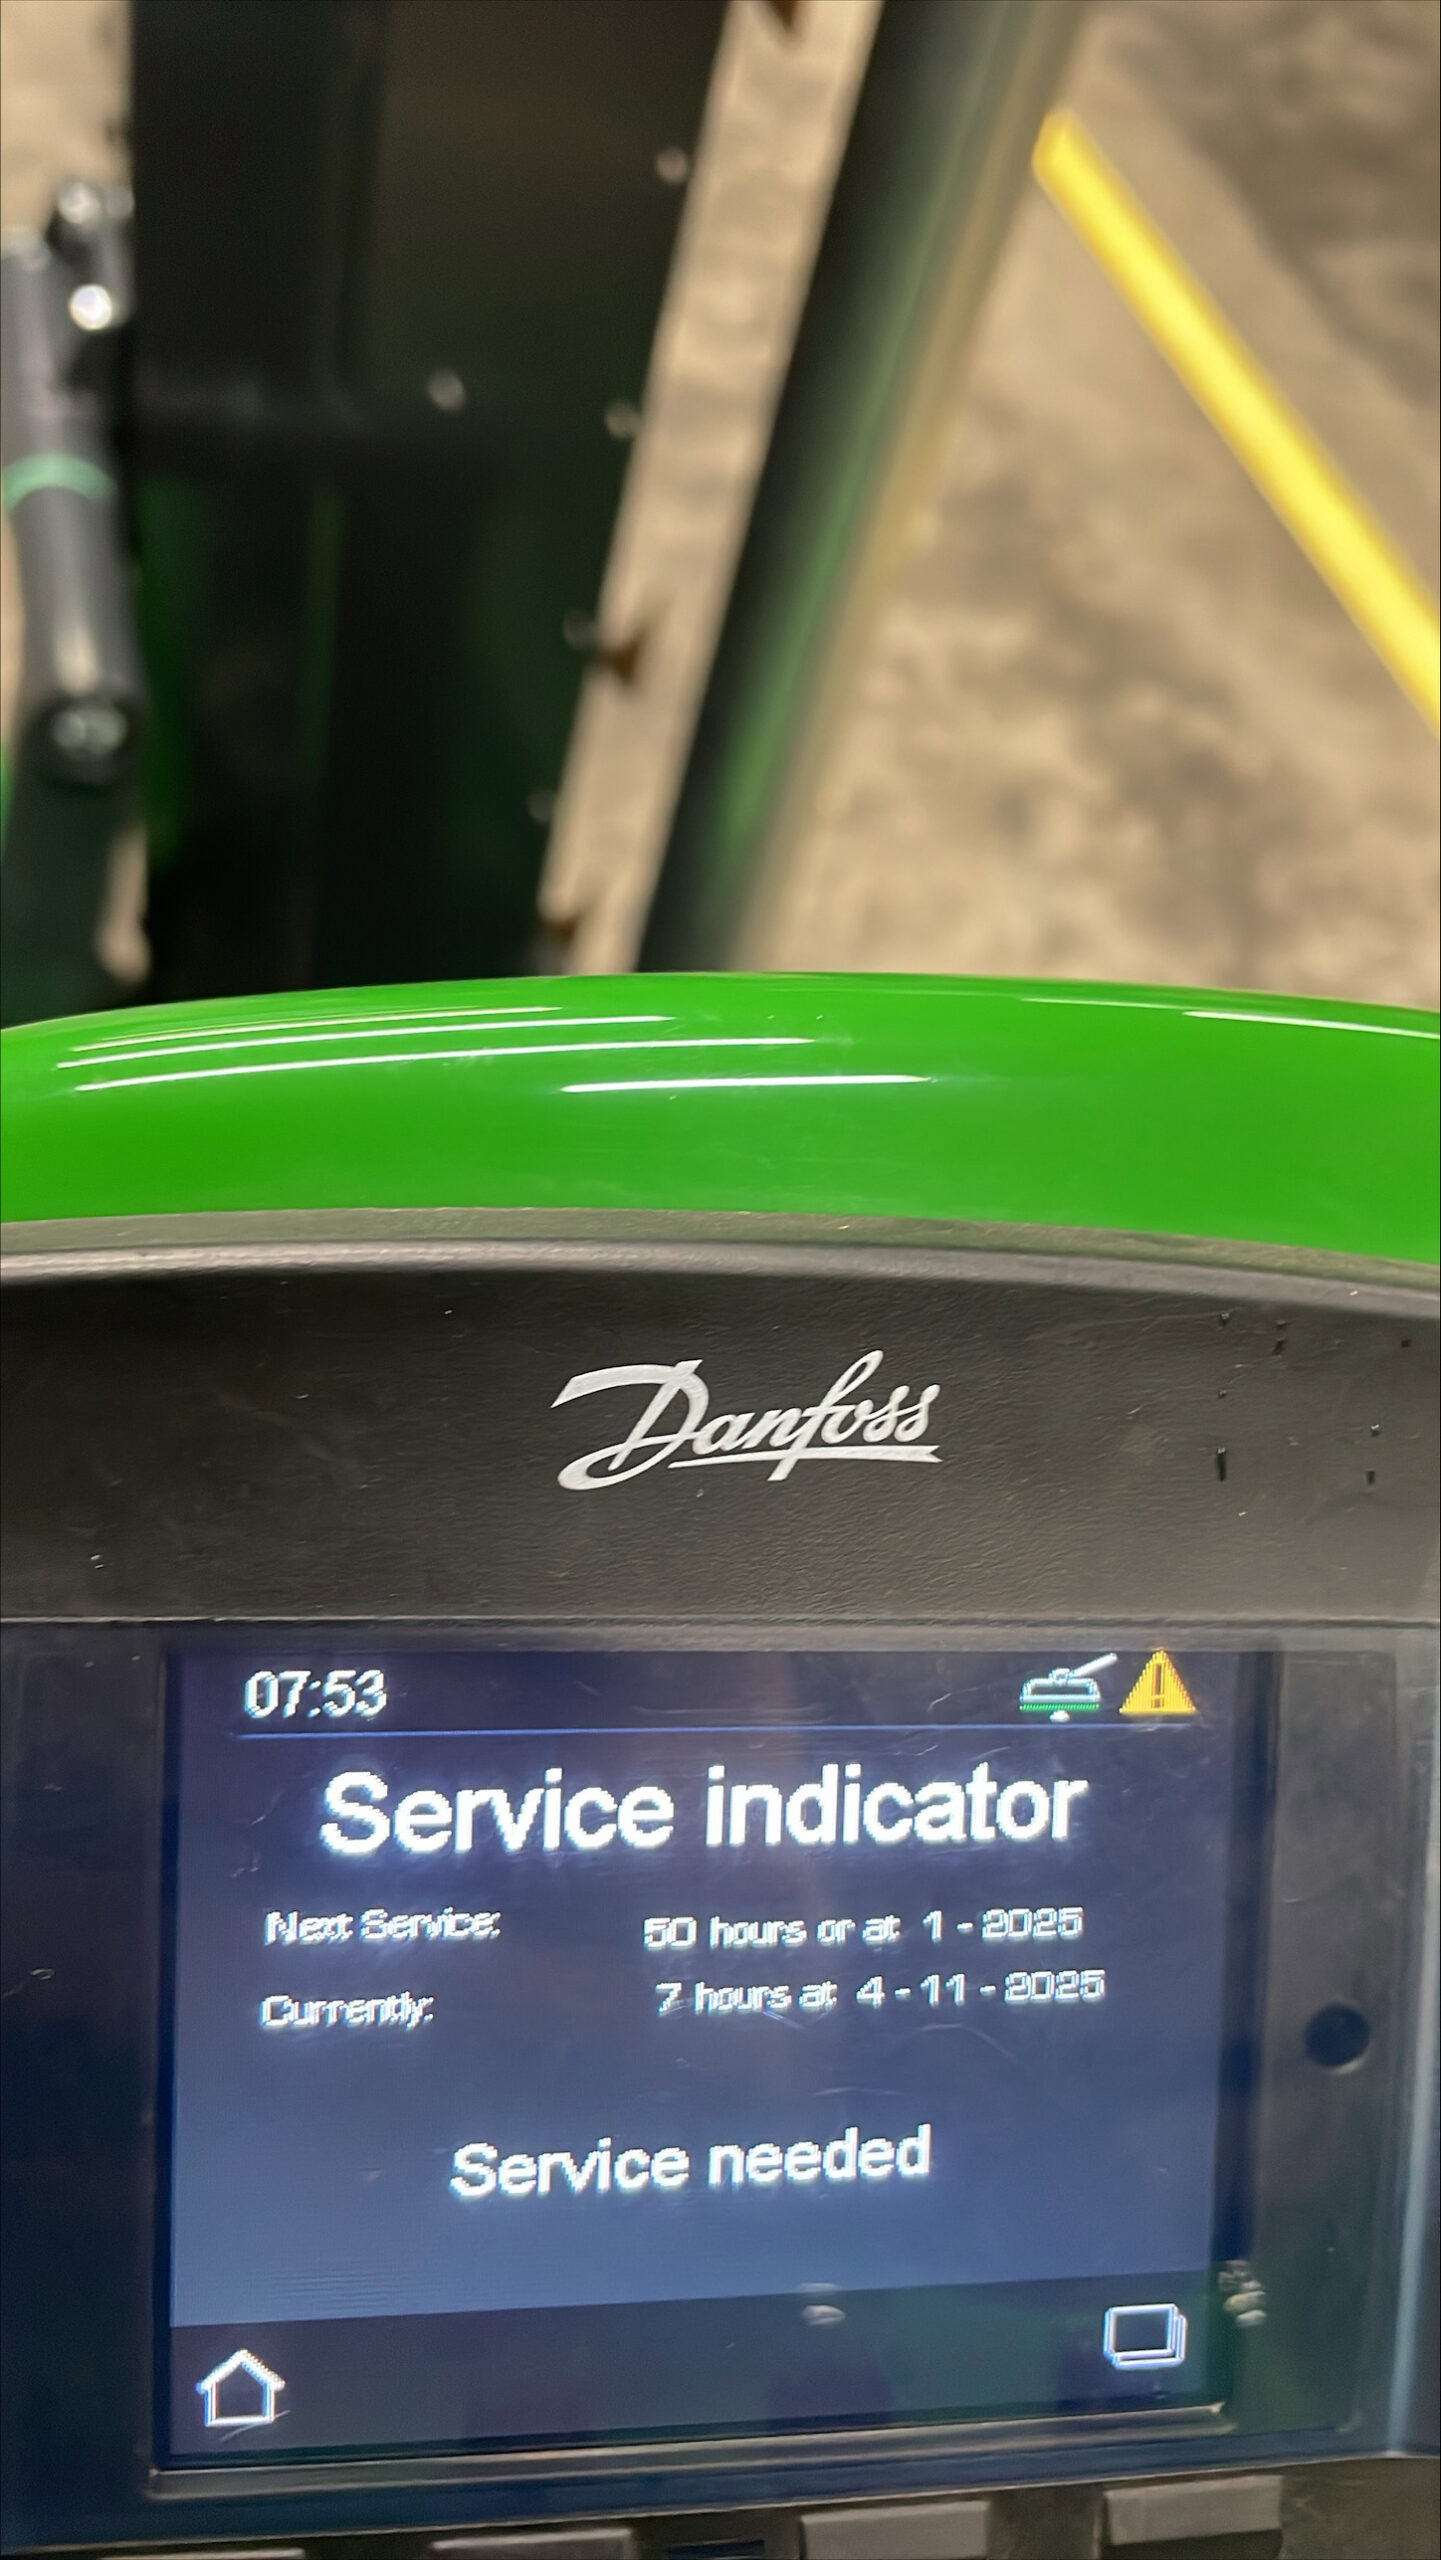 Danfoss
07:53
Service indicator
Next Service: 50 hours or at 1 - 2025
Currently: 7 hours at 4 - 11 - 2025
Service needed